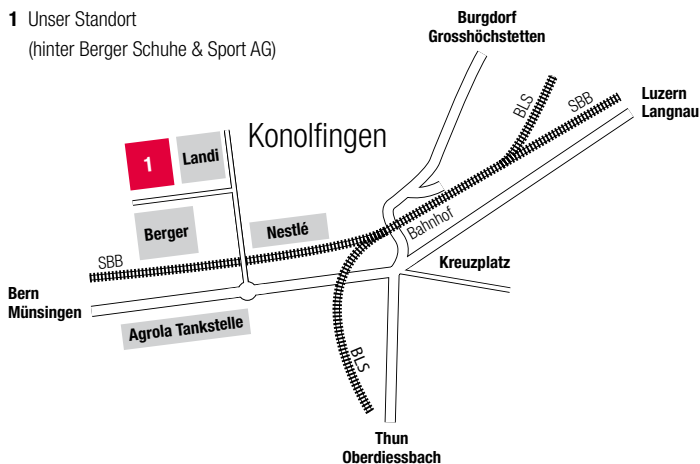 1 Unser Standort
(hinter Berger Schuhe & Sport AG)
Burgdorf
Grosshöchstetten
Luzern
Langnau
BLS
SBB
Konolfingen
1
Landi
Berger
Nestlé
Bahnhof
SBB
Kreuzplatz
Bern
Münsingen
Agrola Tankstelle
BLS
Thun
Oberdiessbach